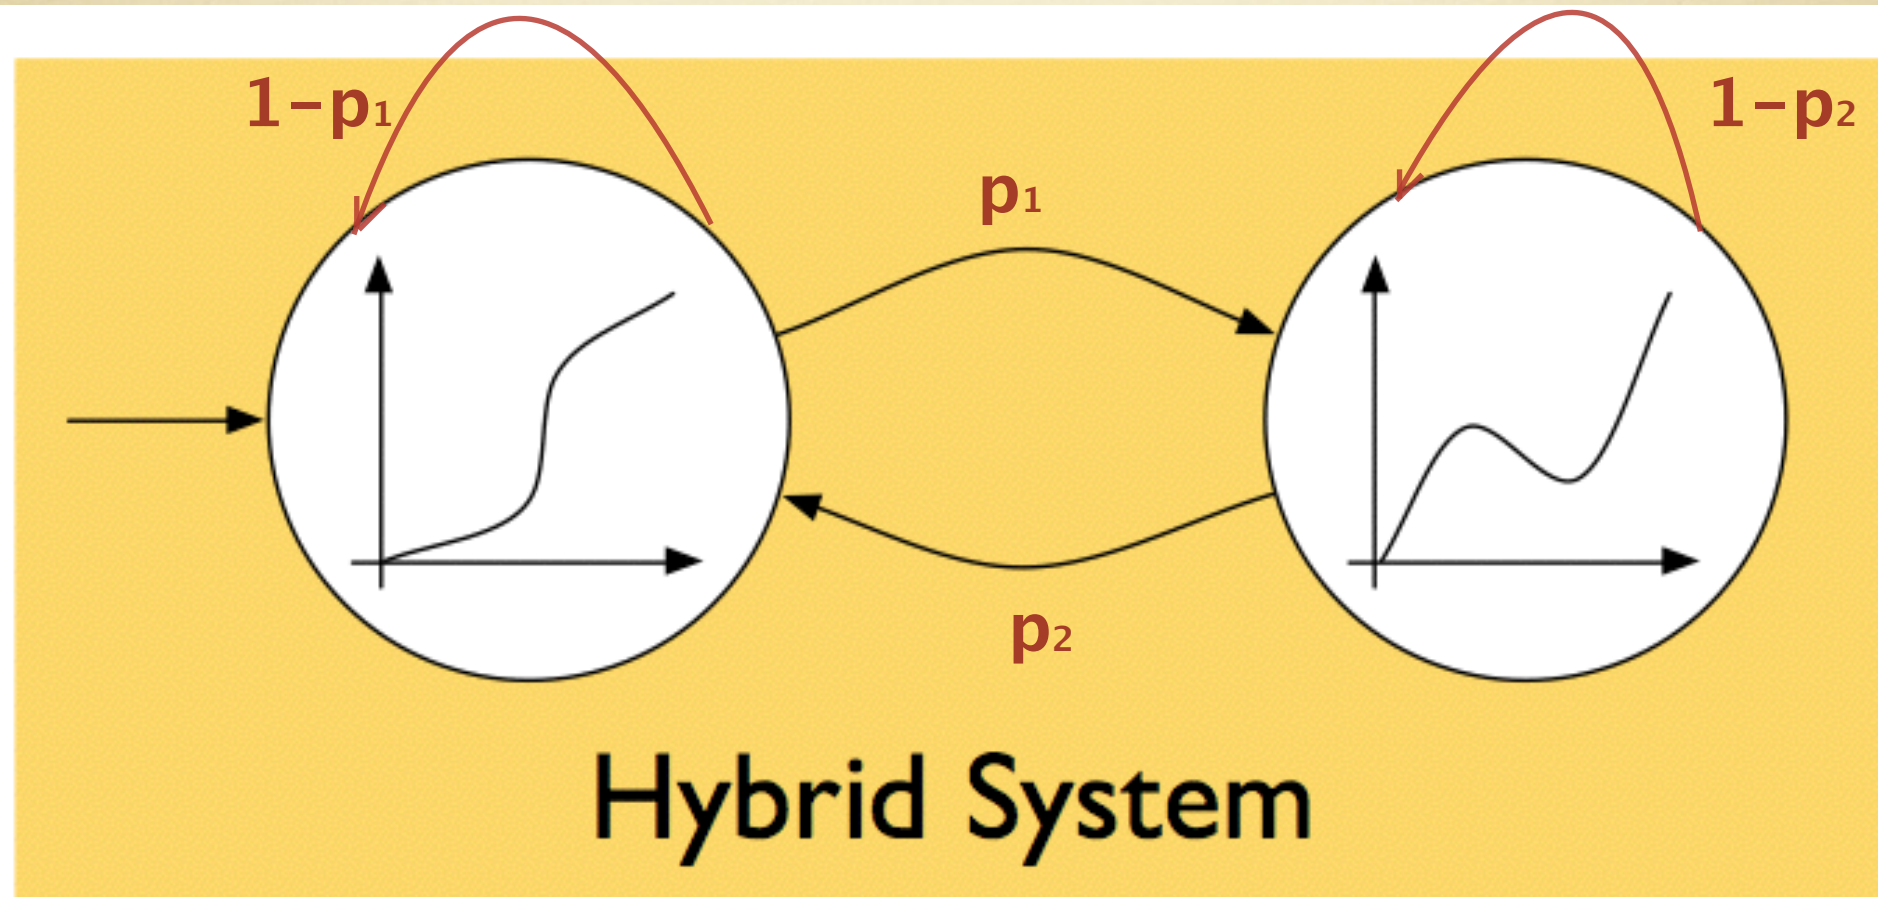 1-p₁
1-p₂
p₁
p₂
Hybrid System